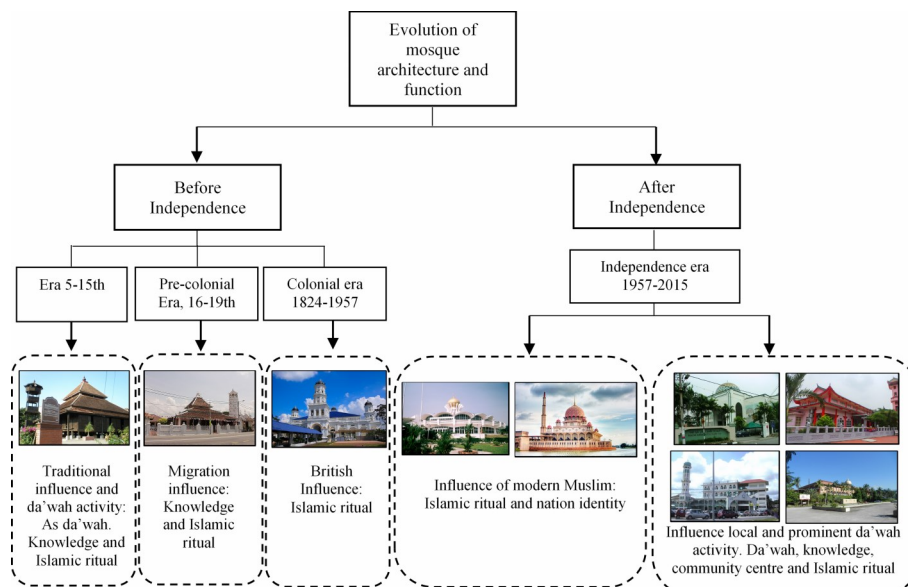 Evolution of
mosque
architecture and
function
Before
Independence
After
Independence
Era 5-15th
Pre-colonial
Era, 16-19th
Colonial era
1824-1957
Independence era
1957-2015
Traditional
influence and
da’wah activity:
As da’wah.
Knowledge and
Islamic ritual
Migration
influence:
Knowledge
and Islamic
ritual
British
Influence:
Islamic ritual
Influence of modern Muslim:
Islamic ritual and nation identity
Influence local and prominent da’wah
activity. Da’wah, knowledge,
community centre and Islamic ritual